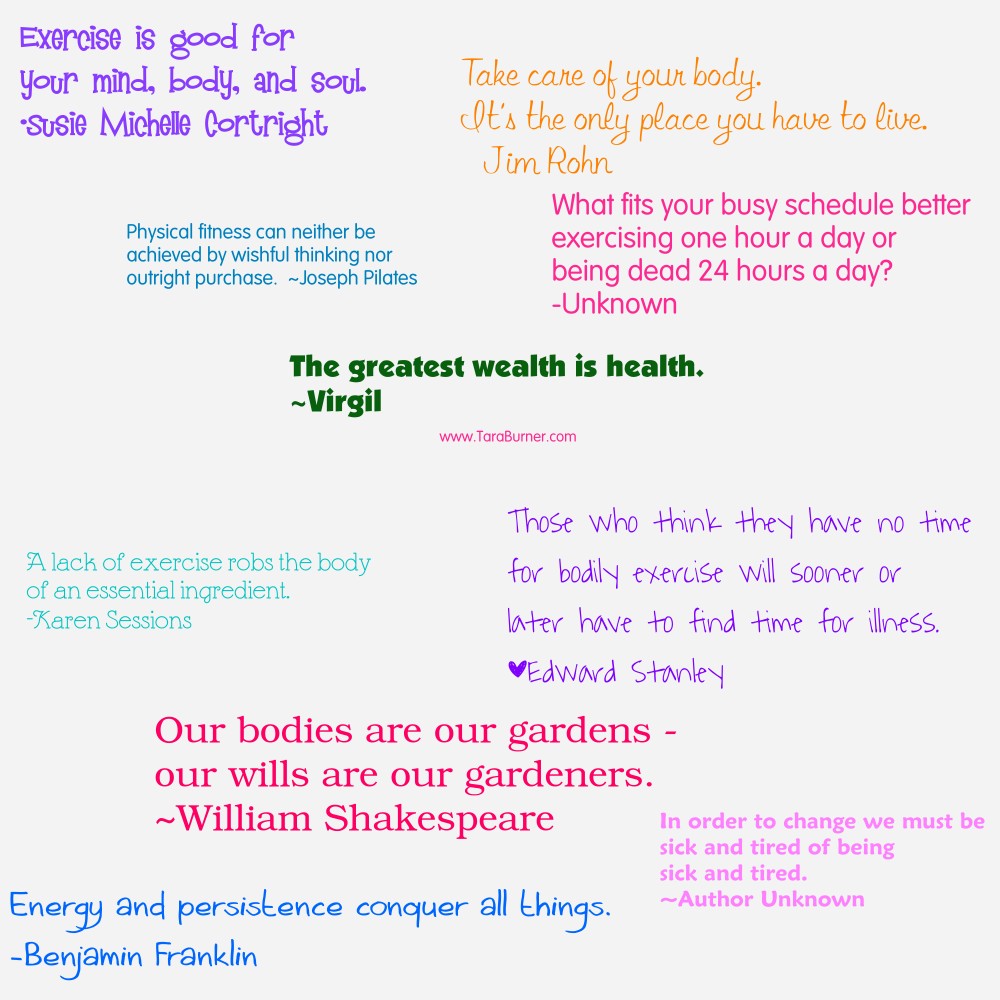 Exercise is good for
your mind, body, and soul.
-Susie Michelle Cortright
Take care of your body.
It's the only place you have to live.
Jim Rohn
What fits your busy schedule better
exercising one hour a day or
being dead 24 hours a day?
-Unknown
Physical fitness can neither be
achieved by wishful thinking nor
outright purchase. ~Joseph Pilates
The greatest wealth is health.
~Virgil
www.TaraBurner.com
Those who think they have no time
for bodily exercise will sooner or
later have to find time for illness.
♥Edward Stanley
A lack of exercise robs the body
of an essential ingredient.
-Karen Sessions
Our bodies are our gardens -
our wills are our gardeners.
~William Shakespeare
In order to change we must be
sick and tired of being
sick and tired.
~Author Unknown
Energy and persistence conquer all things.
-Benjamin Franklin